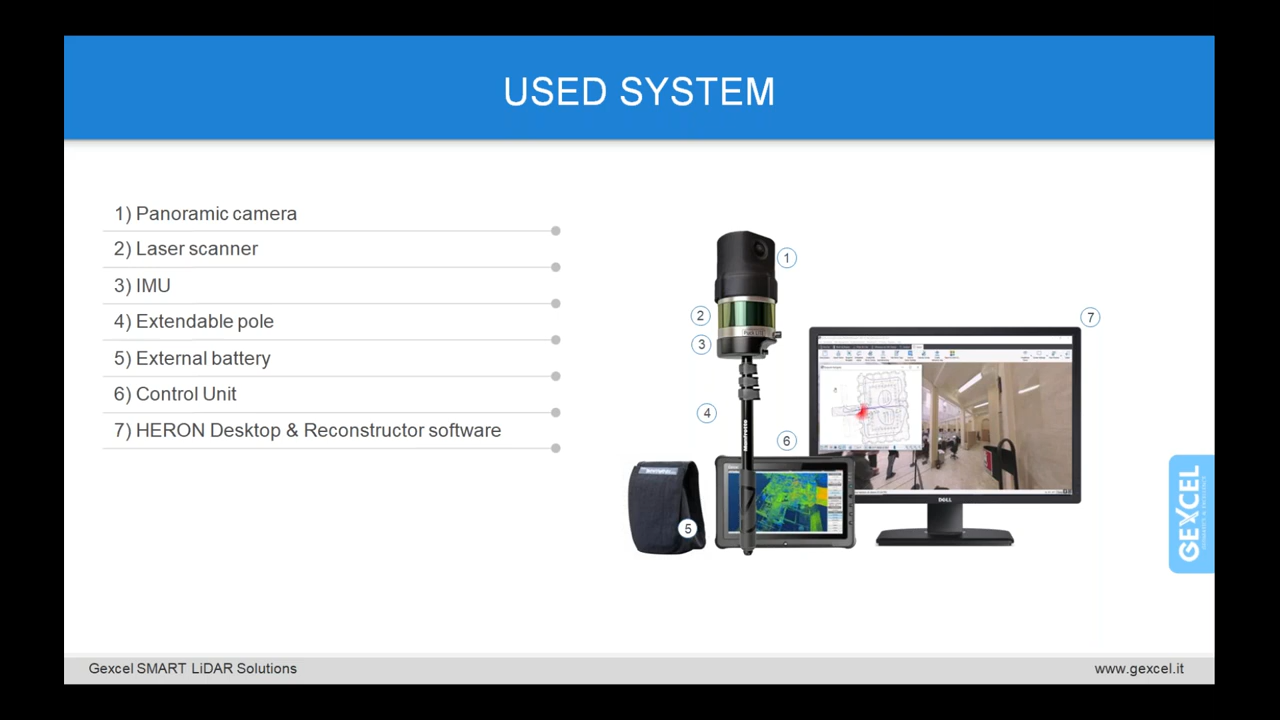 USED SYSTEM
1) Panoramic camera
2) Laser scanner
3) IMU
4) Extendable pole
5) External battery
6) Control Unit
7) HERON Desktop & Reconstructor software
1
2
3
4
5
6
7
Manfrotto
DELL
GEXCEL
Gexcel SMART LiDAR Solutions
www.gexcel.it